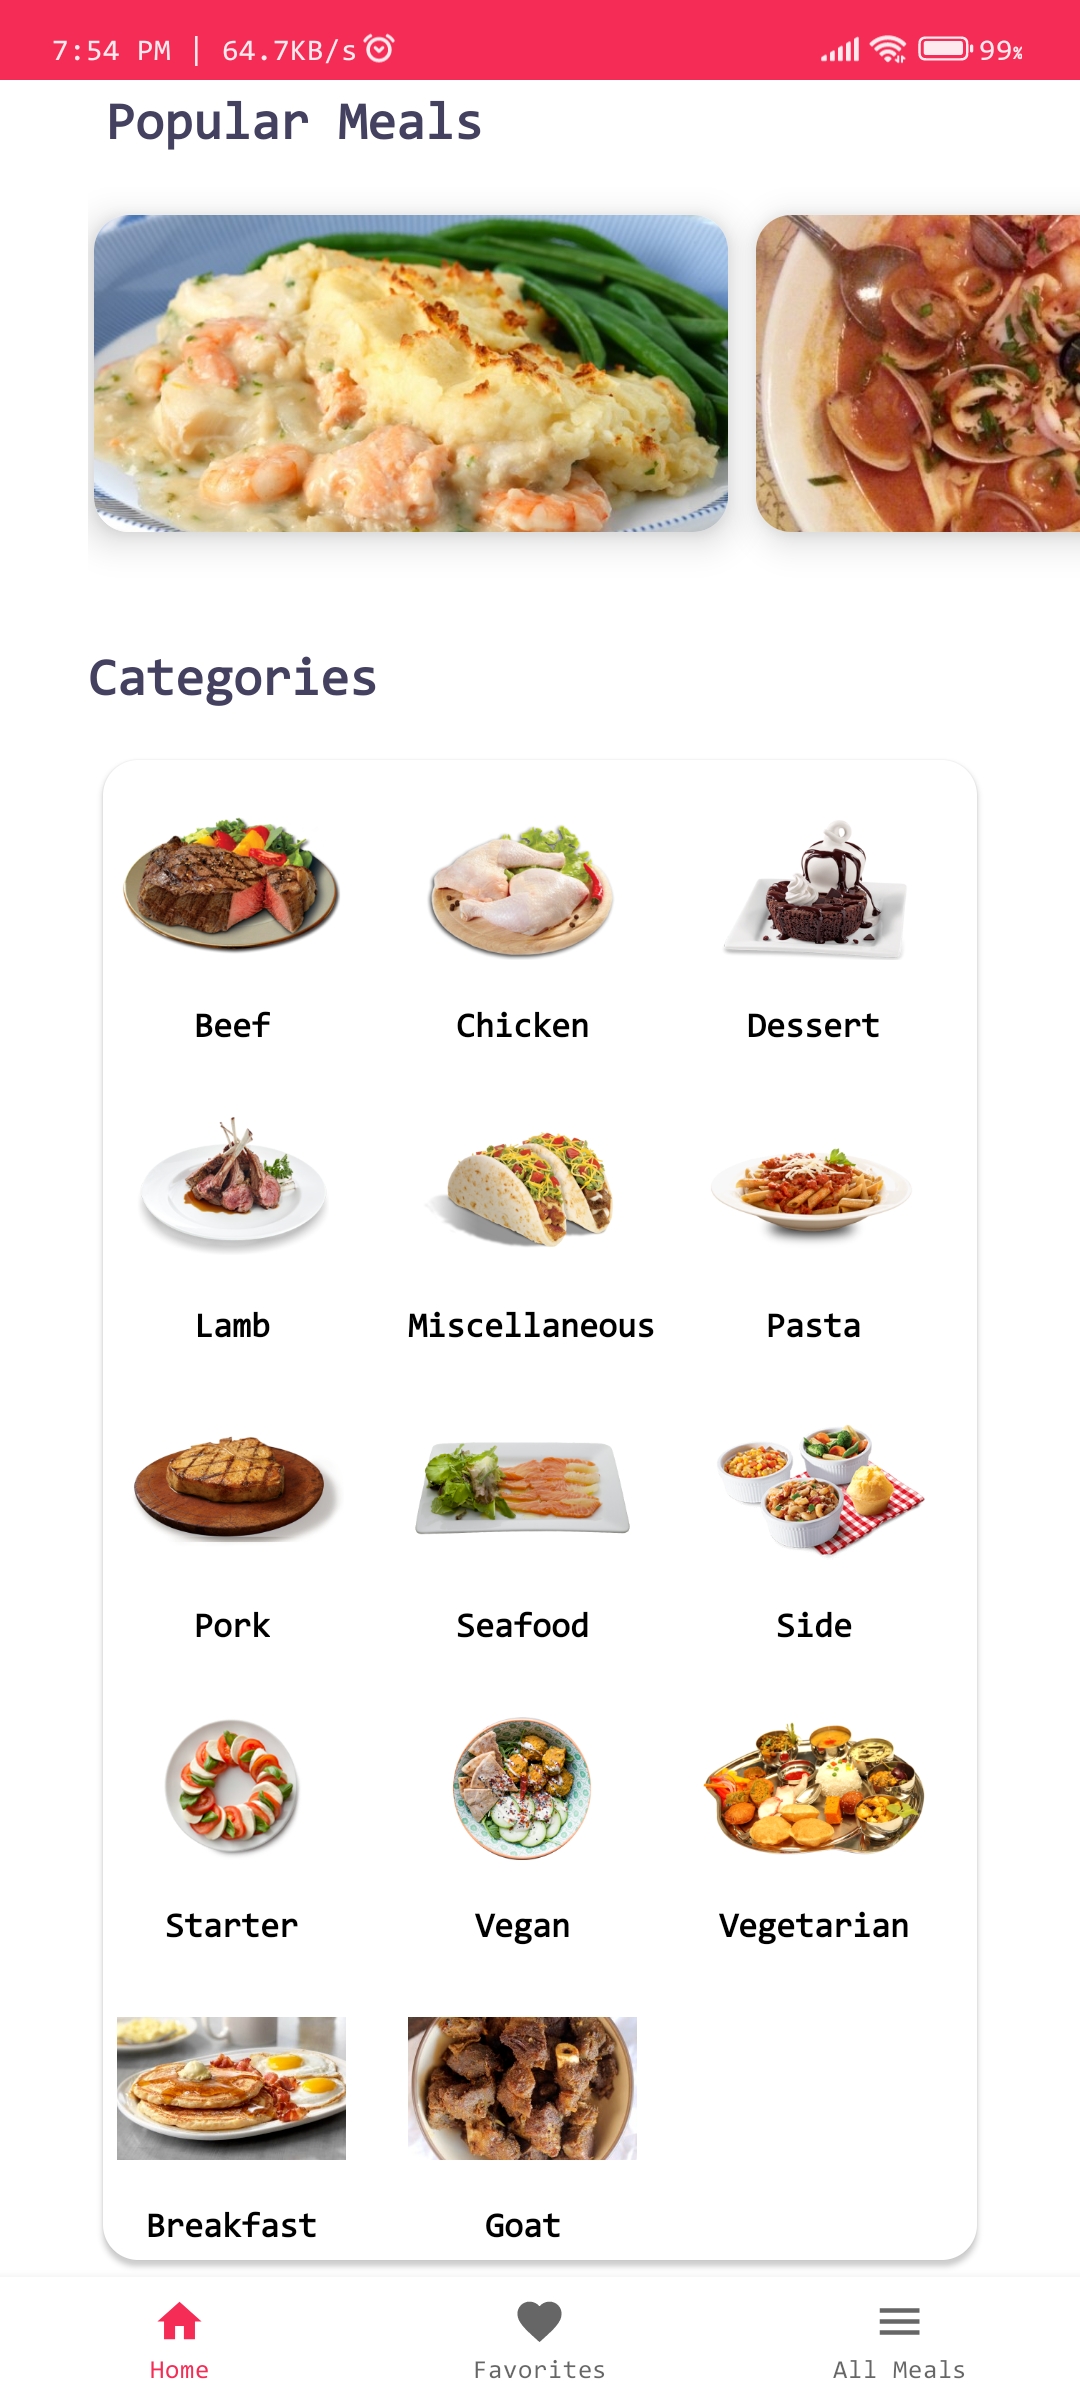 7:54 PM | 64.7KB/s 99%
Popular Meals
Categories
Beef Chicken Dessert
Lamb Miscellaneous Pasta
Pork Seafood Side
Starter Vegan Vegetarian
Breakfast Goat
Home Favorites All Meals